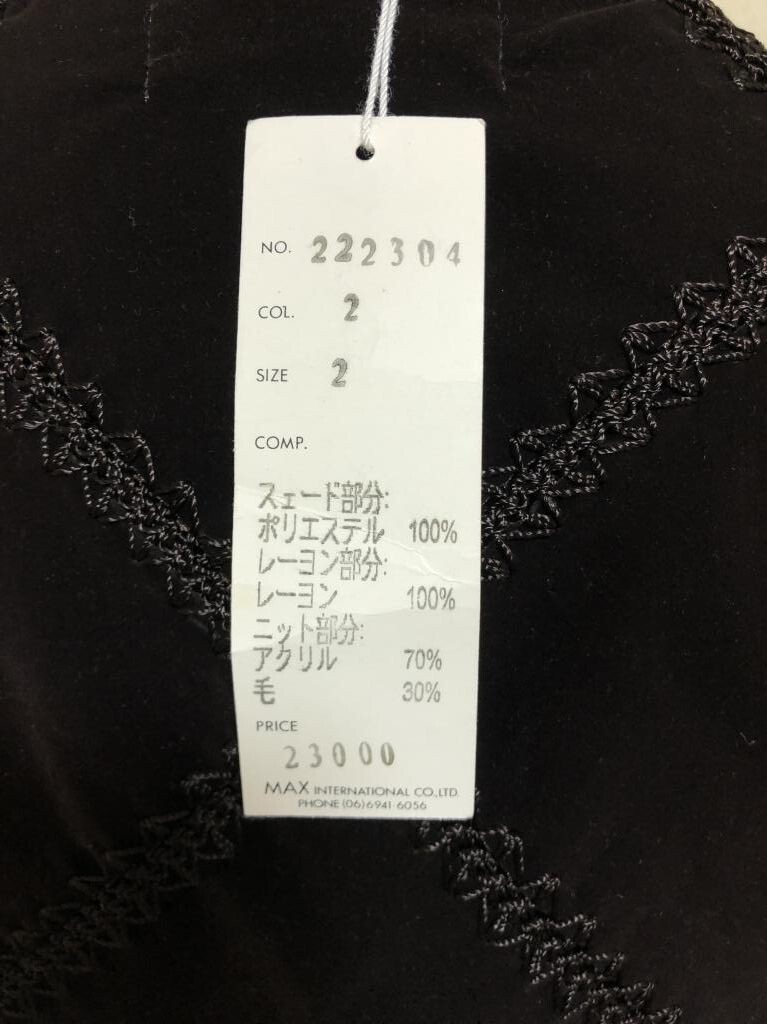 NO. 222304
COL. 2
SIZE 2
COMP.
スェード部分:
ポリエステル 100%
レーヨン部分:
レーヨン 100%
ニット部分:
アクリル 70%
毛 30%
PRICE
23000
MAX INTERNATIONAL CO.,LTD.
PHONE (06)6941-6056